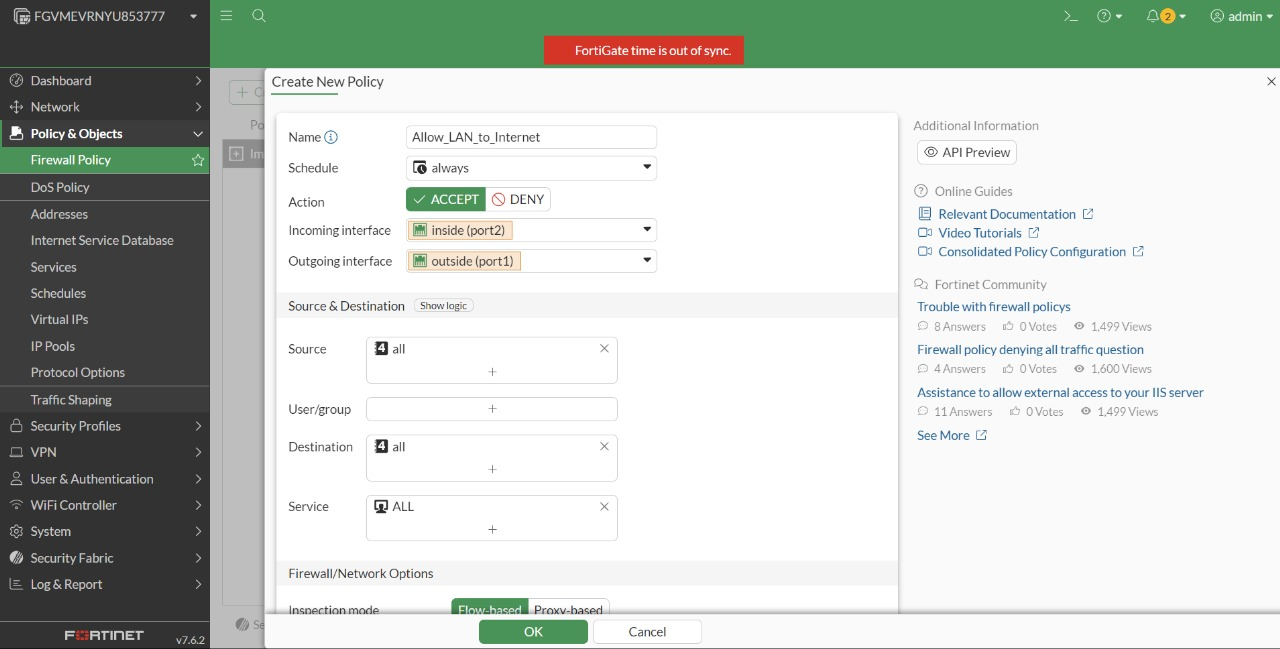 FGVMEVRNYU853777
2
admin
FortiGate time is out of sync.
Dashboard
Network
Policy & Objects
Firewall Policy
DoS Policy
Addresses
Internet Service Database
Services
Schedules
Virtual IPs
IP Pools
Protocol Options
Traffic Shaping
Security Profiles
VPN
User & Authentication
WiFi Controller
System
Security Fabric
Log & Report
FORTINET
v7.6.2
Create New Policy
Name
Allow_LAN_to_Internet
Schedule
always
Action
ACCEPT DENY
Incoming interface
inside (port2)
Outgoing interface
outside (port1)
Source & Destination Show logic
Source
4 all
User/group
Destination
4 all
Service
ALL
Firewall/Network Options
Inspection mode
Flow-based Proxy-based
OK Cancel
Additional Information
API Preview
Online Guides
Relevant Documentation
Video Tutorials
Consolidated Policy Configuration
Fortinet Community
Trouble with firewall policys
8 Answers 0 Votes 1,499 Views
Firewall policy denying all traffic question
4 Answers 0 Votes 1,600 Views
Assistance to allow external access to your IIS server
11 Answers 0 Votes 1,499 Views
See More